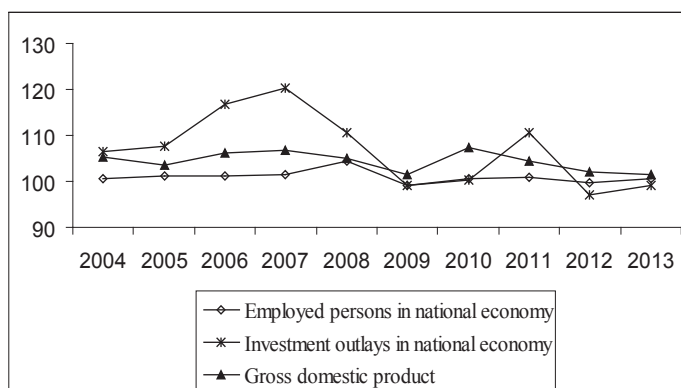 130
120
110
100
90
2004 2005 2006 2007 2008 2009 2010 2011 2012 2013
Employed persons in national economy
Investment outlays in national economy
Gross domestic product